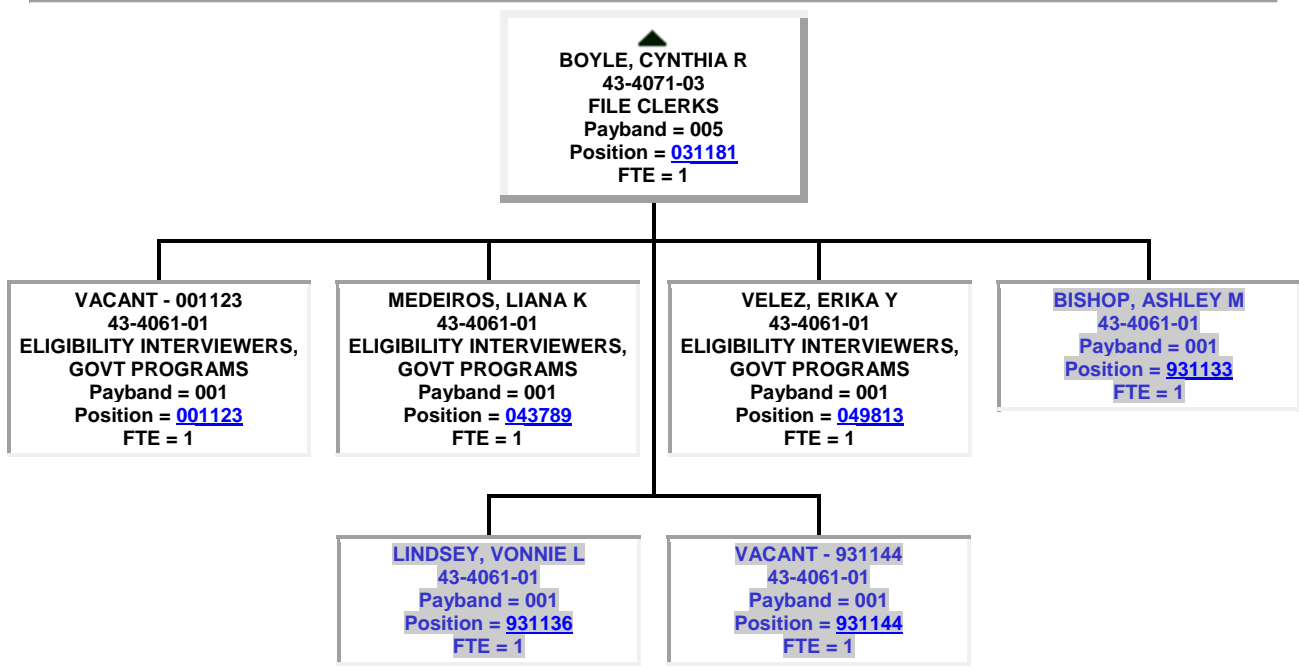 BOYLE, CYNTHIA R
43-4071-03
FILE CLERKS
Payband = 005
Position = 031181
FTE = 1
VACANT - 001123
43-4061-01
ELIGIBILITY INTERVIEWERS,
GOVT PROGRAMS
Payband = 001
Position = 001123
FTE = 1
MEDEIROS, LIANA K
43-4061-01
ELIGIBILITY INTERVIEWERS,
GOVT PROGRAMS
Payband = 001
Position = 043789
FTE = 1
VELEZ, ERIKA Y
43-4061-01
ELIGIBILITY INTERVIEWERS,
GOVT PROGRAMS
Payband = 001
Position = 049813
FTE = 1
BISHOP, ASHLEY M
43-4061-01
Payband = 001
Position = 931133
FTE = 1
LINDSEY, VONNIE L
43-4061-01
Payband = 001
Position = 931136
FTE = 1
VACANT - 931144
43-4061-01
Payband = 001
Position = 931144
FTE = 1